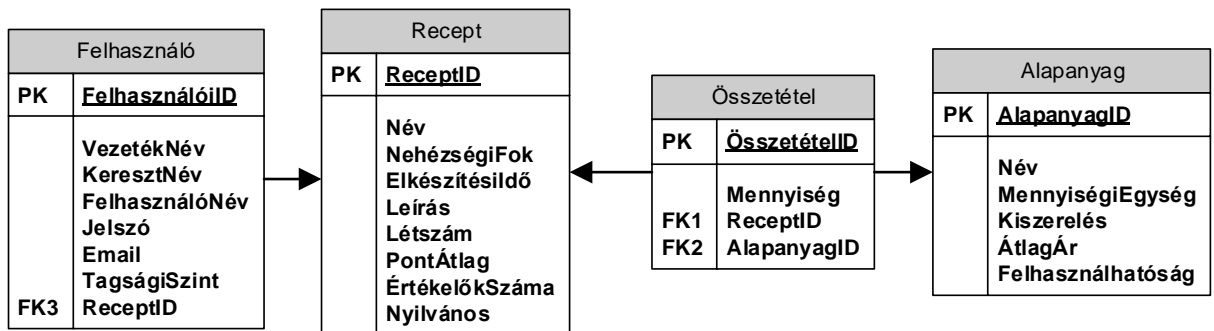 Felhasználó
PK FelhasználóiID
VezetékNév
KeresztNév
FelhasználóNév
Jelszó
Email
TagságiSzint
FK3 ReceptID
Recept
PK ReceptID
Név
NehézségiFok
ElkészítésiIdő
Leírás
Létszám
PontÁtlag
ÉrtékelőkSzáma
Nyilvános
Összetétel
PK ÖsszetételID
Mennyiség
FK1 ReceptID
FK2 AlapanyagID
Alapanyag
PK AlapanyagID
Név
MennyiségiEgység
Kiszerelés
ÁtlagÁr
Felhasználhatóság